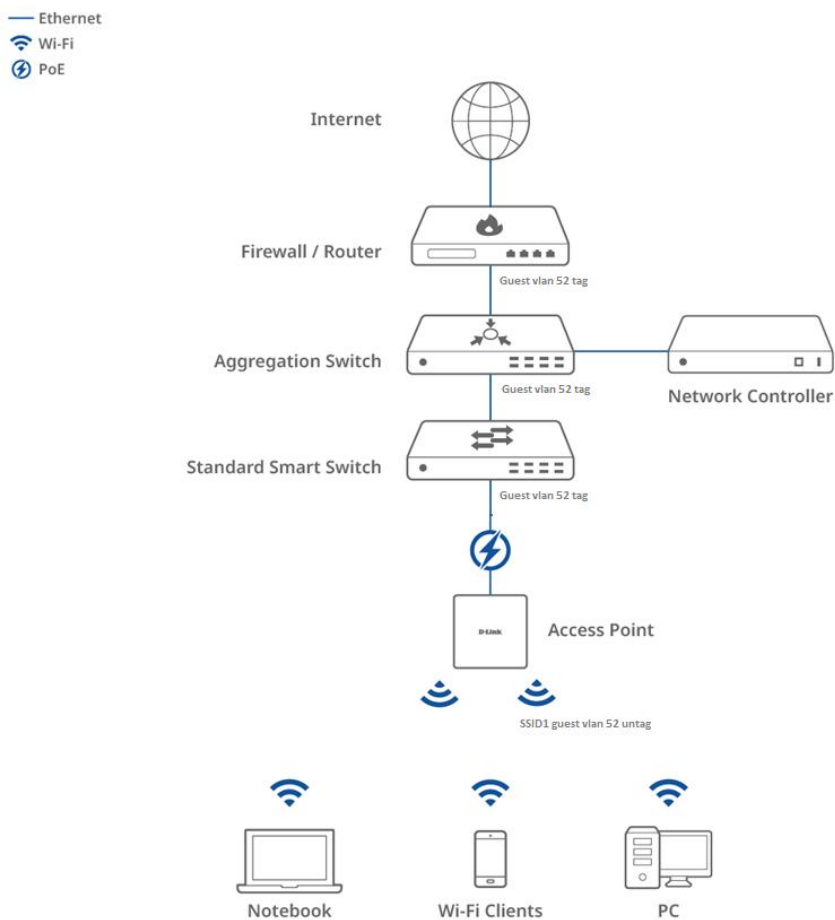 Ethernet
Wi-Fi
PoE
Internet
Firewall / Router
Guest vlan 52 tag
Aggregation Switch
Guest vlan 52 tag
Network Controller
Standard Smart Switch
Guest vlan 52 tag
D-Link
Access Point
SSID1 guest vlan 52 untag
Notebook
Wi-Fi Clients
PC